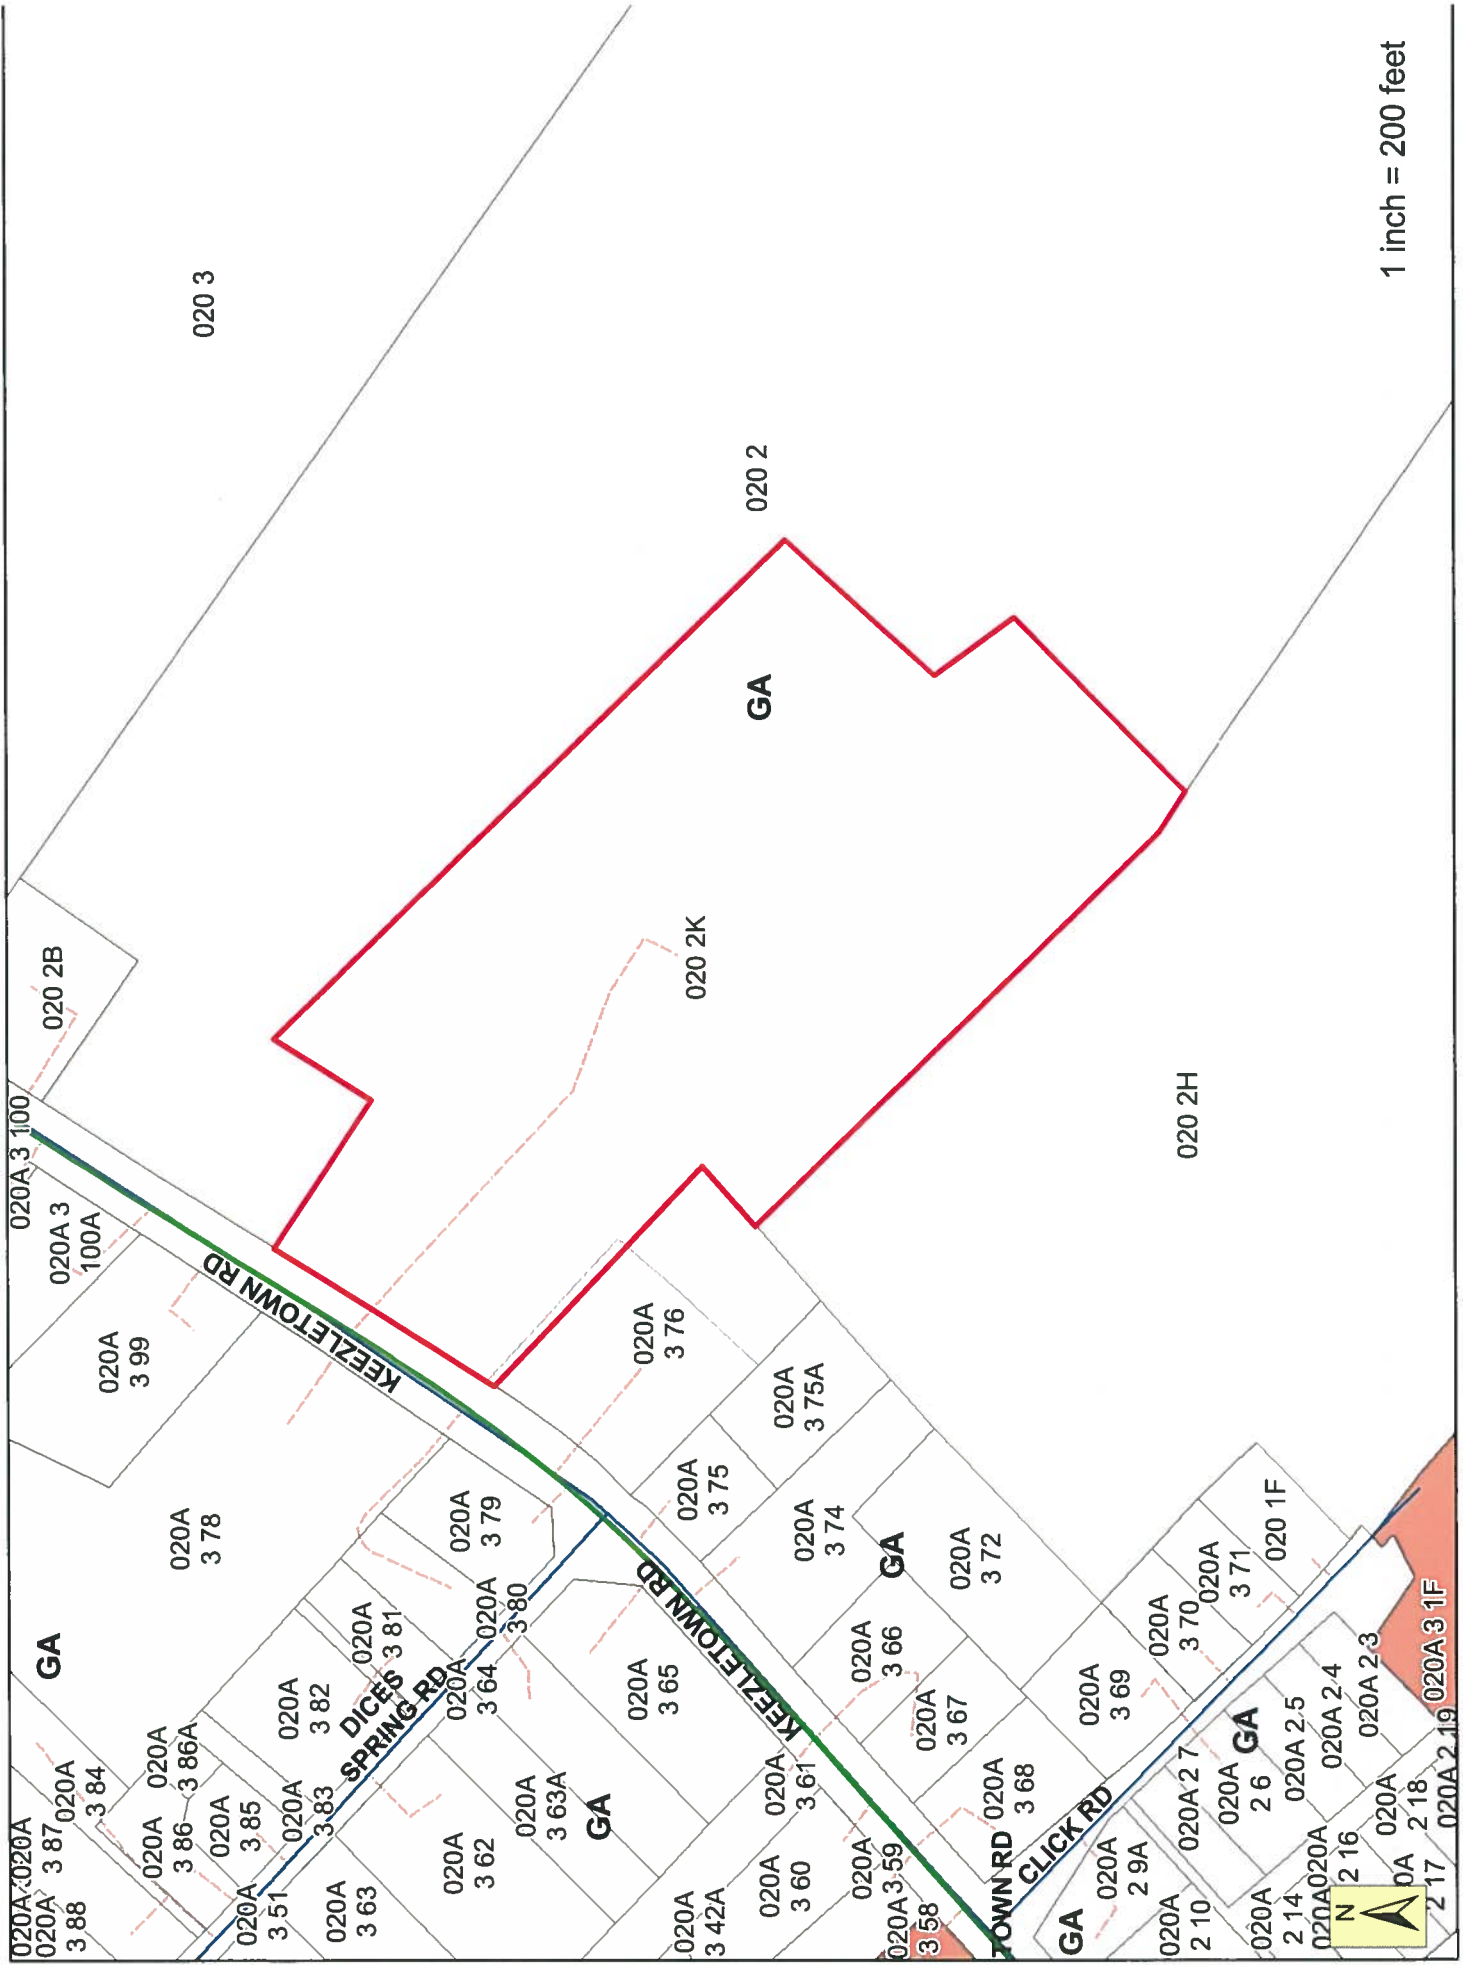 020A
3 87
020A
020A
020A
3 88
020A
3 84
GA
020A
3 86
020A
3 86A
020A
3 85
020A
3 83
020A
3 51
020A
3 63
020A
3 82
DICES
SPRING RD
020A
3 81
020A
3 64
020A
3 80
020A
3 79
020A
3 78
020A
3 99
020A 3
100A
020A 3 100
020 2B
020 3
KEEZLETOWN RD
020A
3 62
020A
3 63A
GA
020A
3 65
020A
3 42A
020A
3 60
020A
3 61
KEEZLETOWN RD
020A
3 75
020A
3 76
020A
3 75A
020A
3 74
GA
020A
3 72
020A
3 66
020A
3 67
020A
3 68
020A
3 69
020A
3 70
020A
3 71
020 1F
020A 3 59
020A
3 58
TOWN RD
CLICK RD
020 2K
GA
020 2
020 2H
GA
020A
2 9A
020A
2 10
020A 2 7
020A
2 6
GA
020A 2 5
020A 2 4
020A 2 3
020A
2 14
020A
020A
2 16
020A
2 18
0A
2 17
020A 2 19
020A 3 1F
N
1 inch = 200 feet